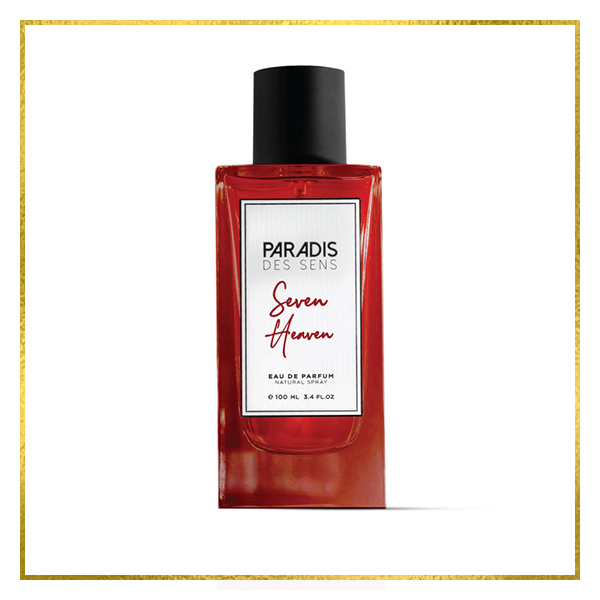 PARADIS
DES SENS
Seven
Heaven
EAU DE PARFUM
NATURAL SPRAY
℮ 100 ML 3.4 FL.OZ